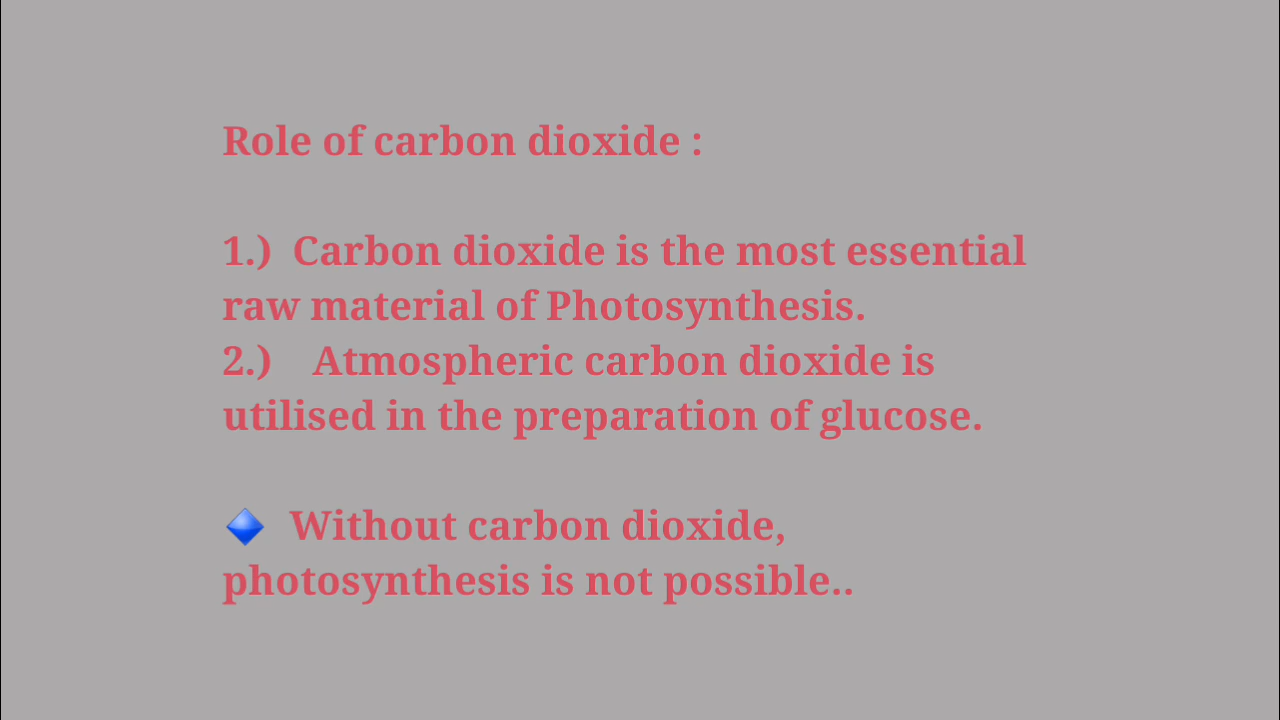 Role of carbon dioxide :
1.) Carbon dioxide is the most essential
raw material of Photosynthesis.
2.) Atmospheric carbon dioxide is
utilised in the preparation of glucose.
🔹 Without carbon dioxide,
photosynthesis is not possible..